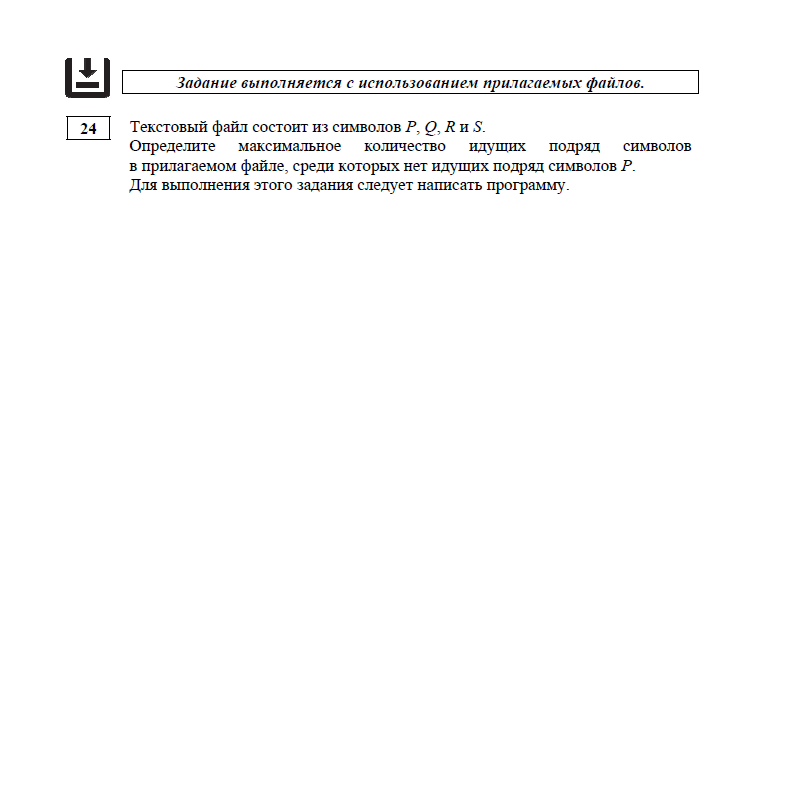 Задание выполняется с использованием прилагаемых файлов.
24
Текстовый файл состоит из символов P, Q, R и S.
Определите максимальное количество идущих подряд символов
в прилагаемом файле, среди которых нет идущих подряд символов P.
Для выполнения этого задания следует написать программу.